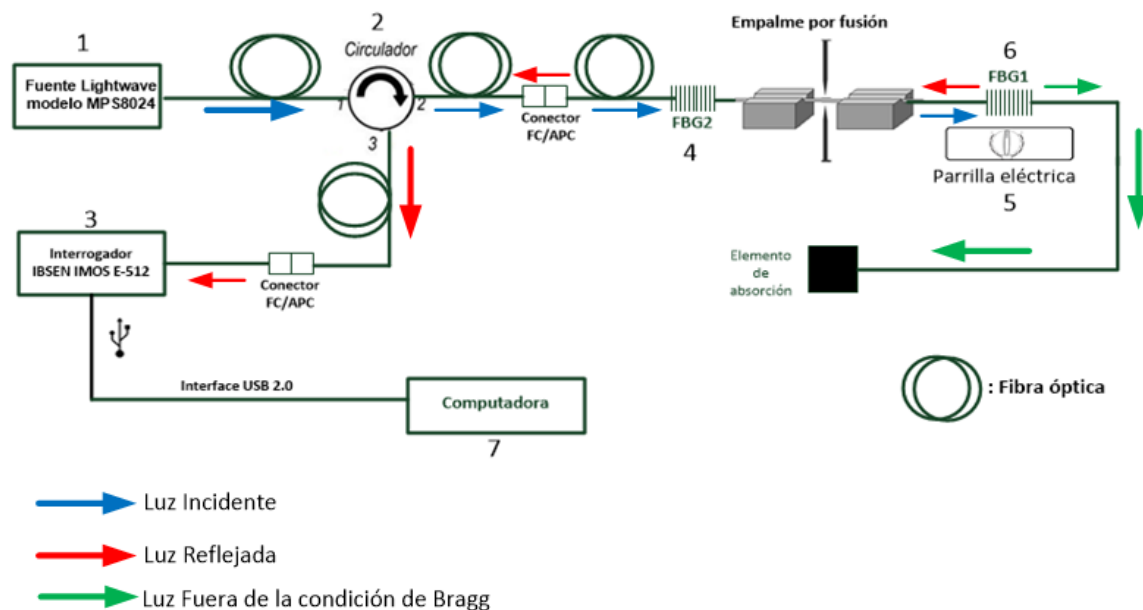 1
Fuente Lightwave
modelo MPS8024
2
Circulador
1
2
3
Conector
FC/APC
FBG2
4
Empalme por fusión
6
FBG1
Parrilla eléctrica
5
3
Interrogador
IBSEN IMOS E-512
Conector
FC/APC
Elemento
de
absorción
Interface USB 2.0
Computadora
7
: Fibra óptica
Luz Incidente
Luz Reflejada
Luz Fuera de la condición de Bragg